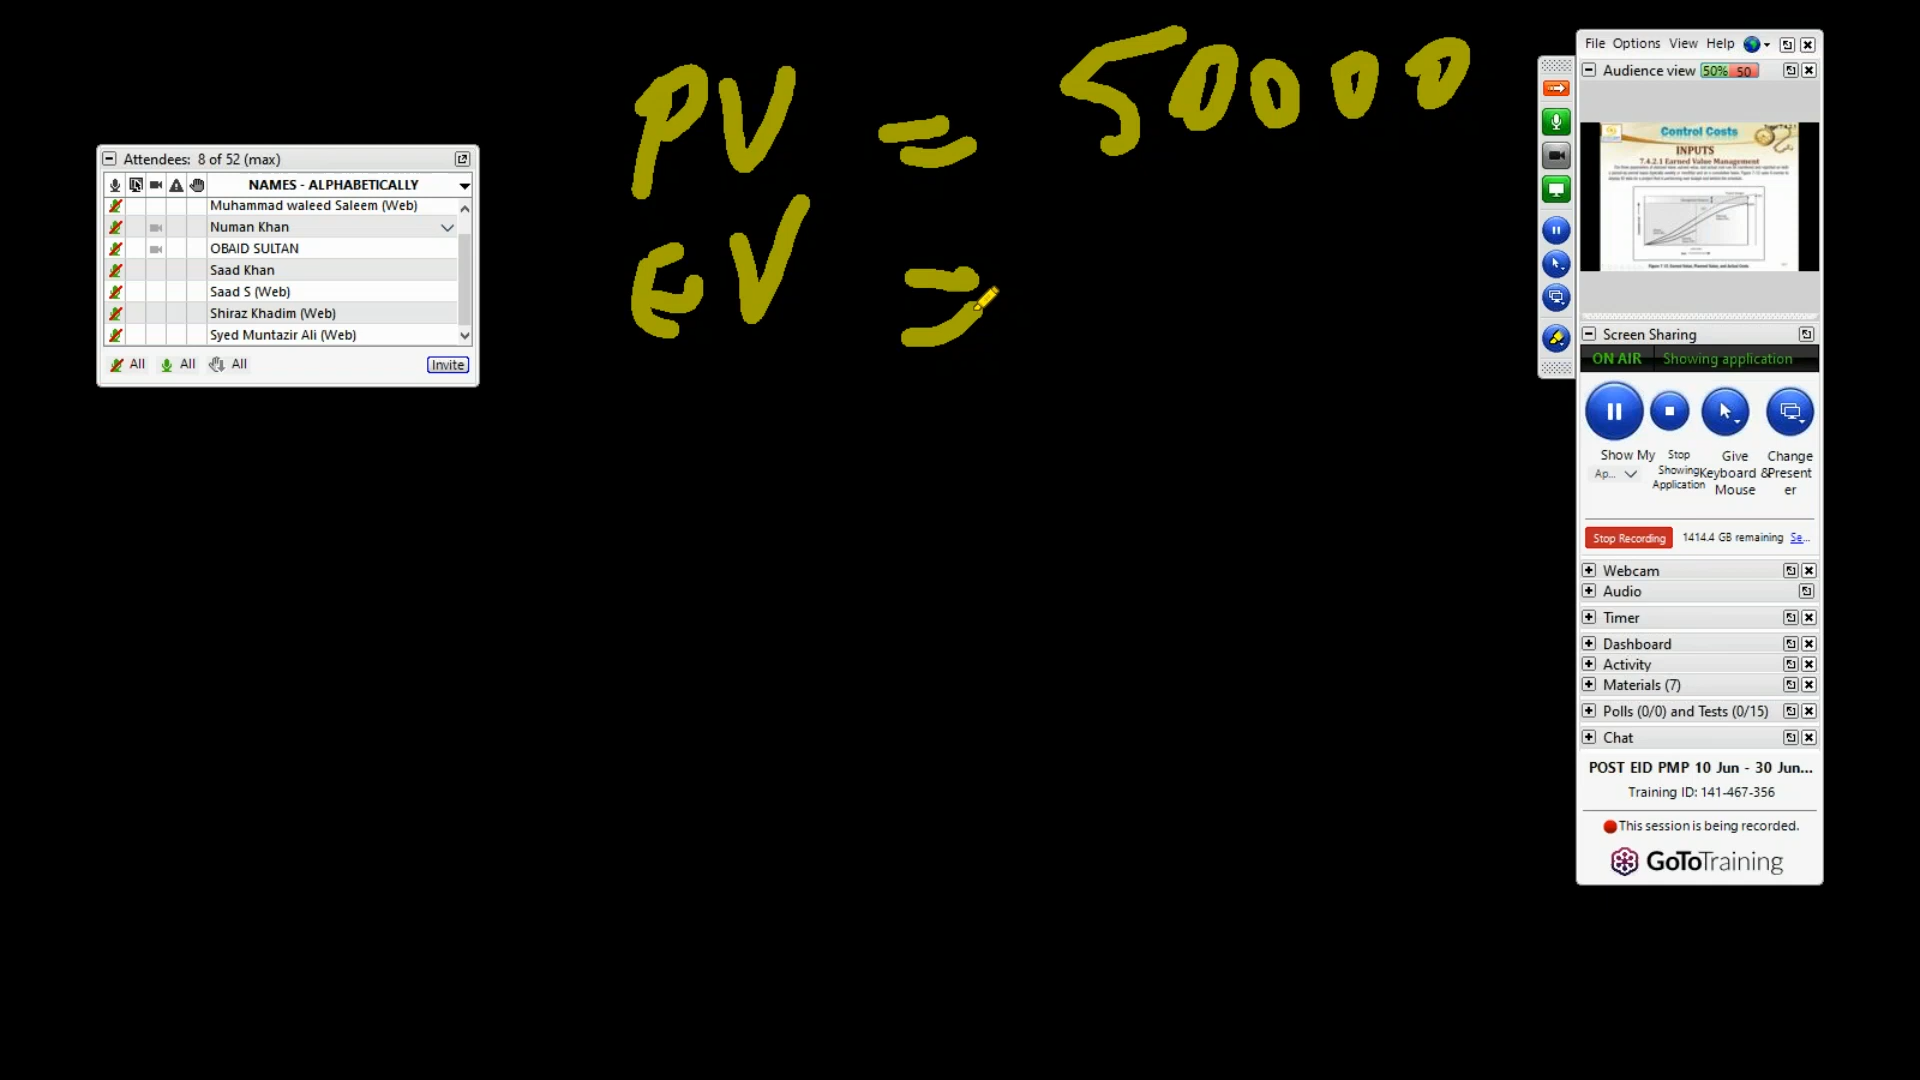 PV = 50000
EV =
Attendees: 8 of 52 (max)
NAMES - ALPHABETICALLY
Muhammad waleed Saleem (Web)
Numan Khan
OBAID SULTAN
Saad Khan
Saad S (Web)
Shiraz Khadim (Web)
Syed Muntazir Ali (Web)
All All All Invite
File Options View Help
Audience view 50% 50
Control Costs
INPUTS
7.4.2.1 Earned Value Management
Screen Sharing
ON AIR Showing application
Show My
Ap...
Stop
Showing
Application
Give
Keyboard &
Mouse
Change
Present
er
Stop Recording 1414.4 GB remaining Se...
Webcam
Audio
Timer
Dashboard
Activity
Materials (7)
Polls (0/0) and Tests (0/15)
Chat
POST EID PMP 10 Jun - 30 Jun...
Training ID: 141-467-356
This session is being recorded.
GoToTraining